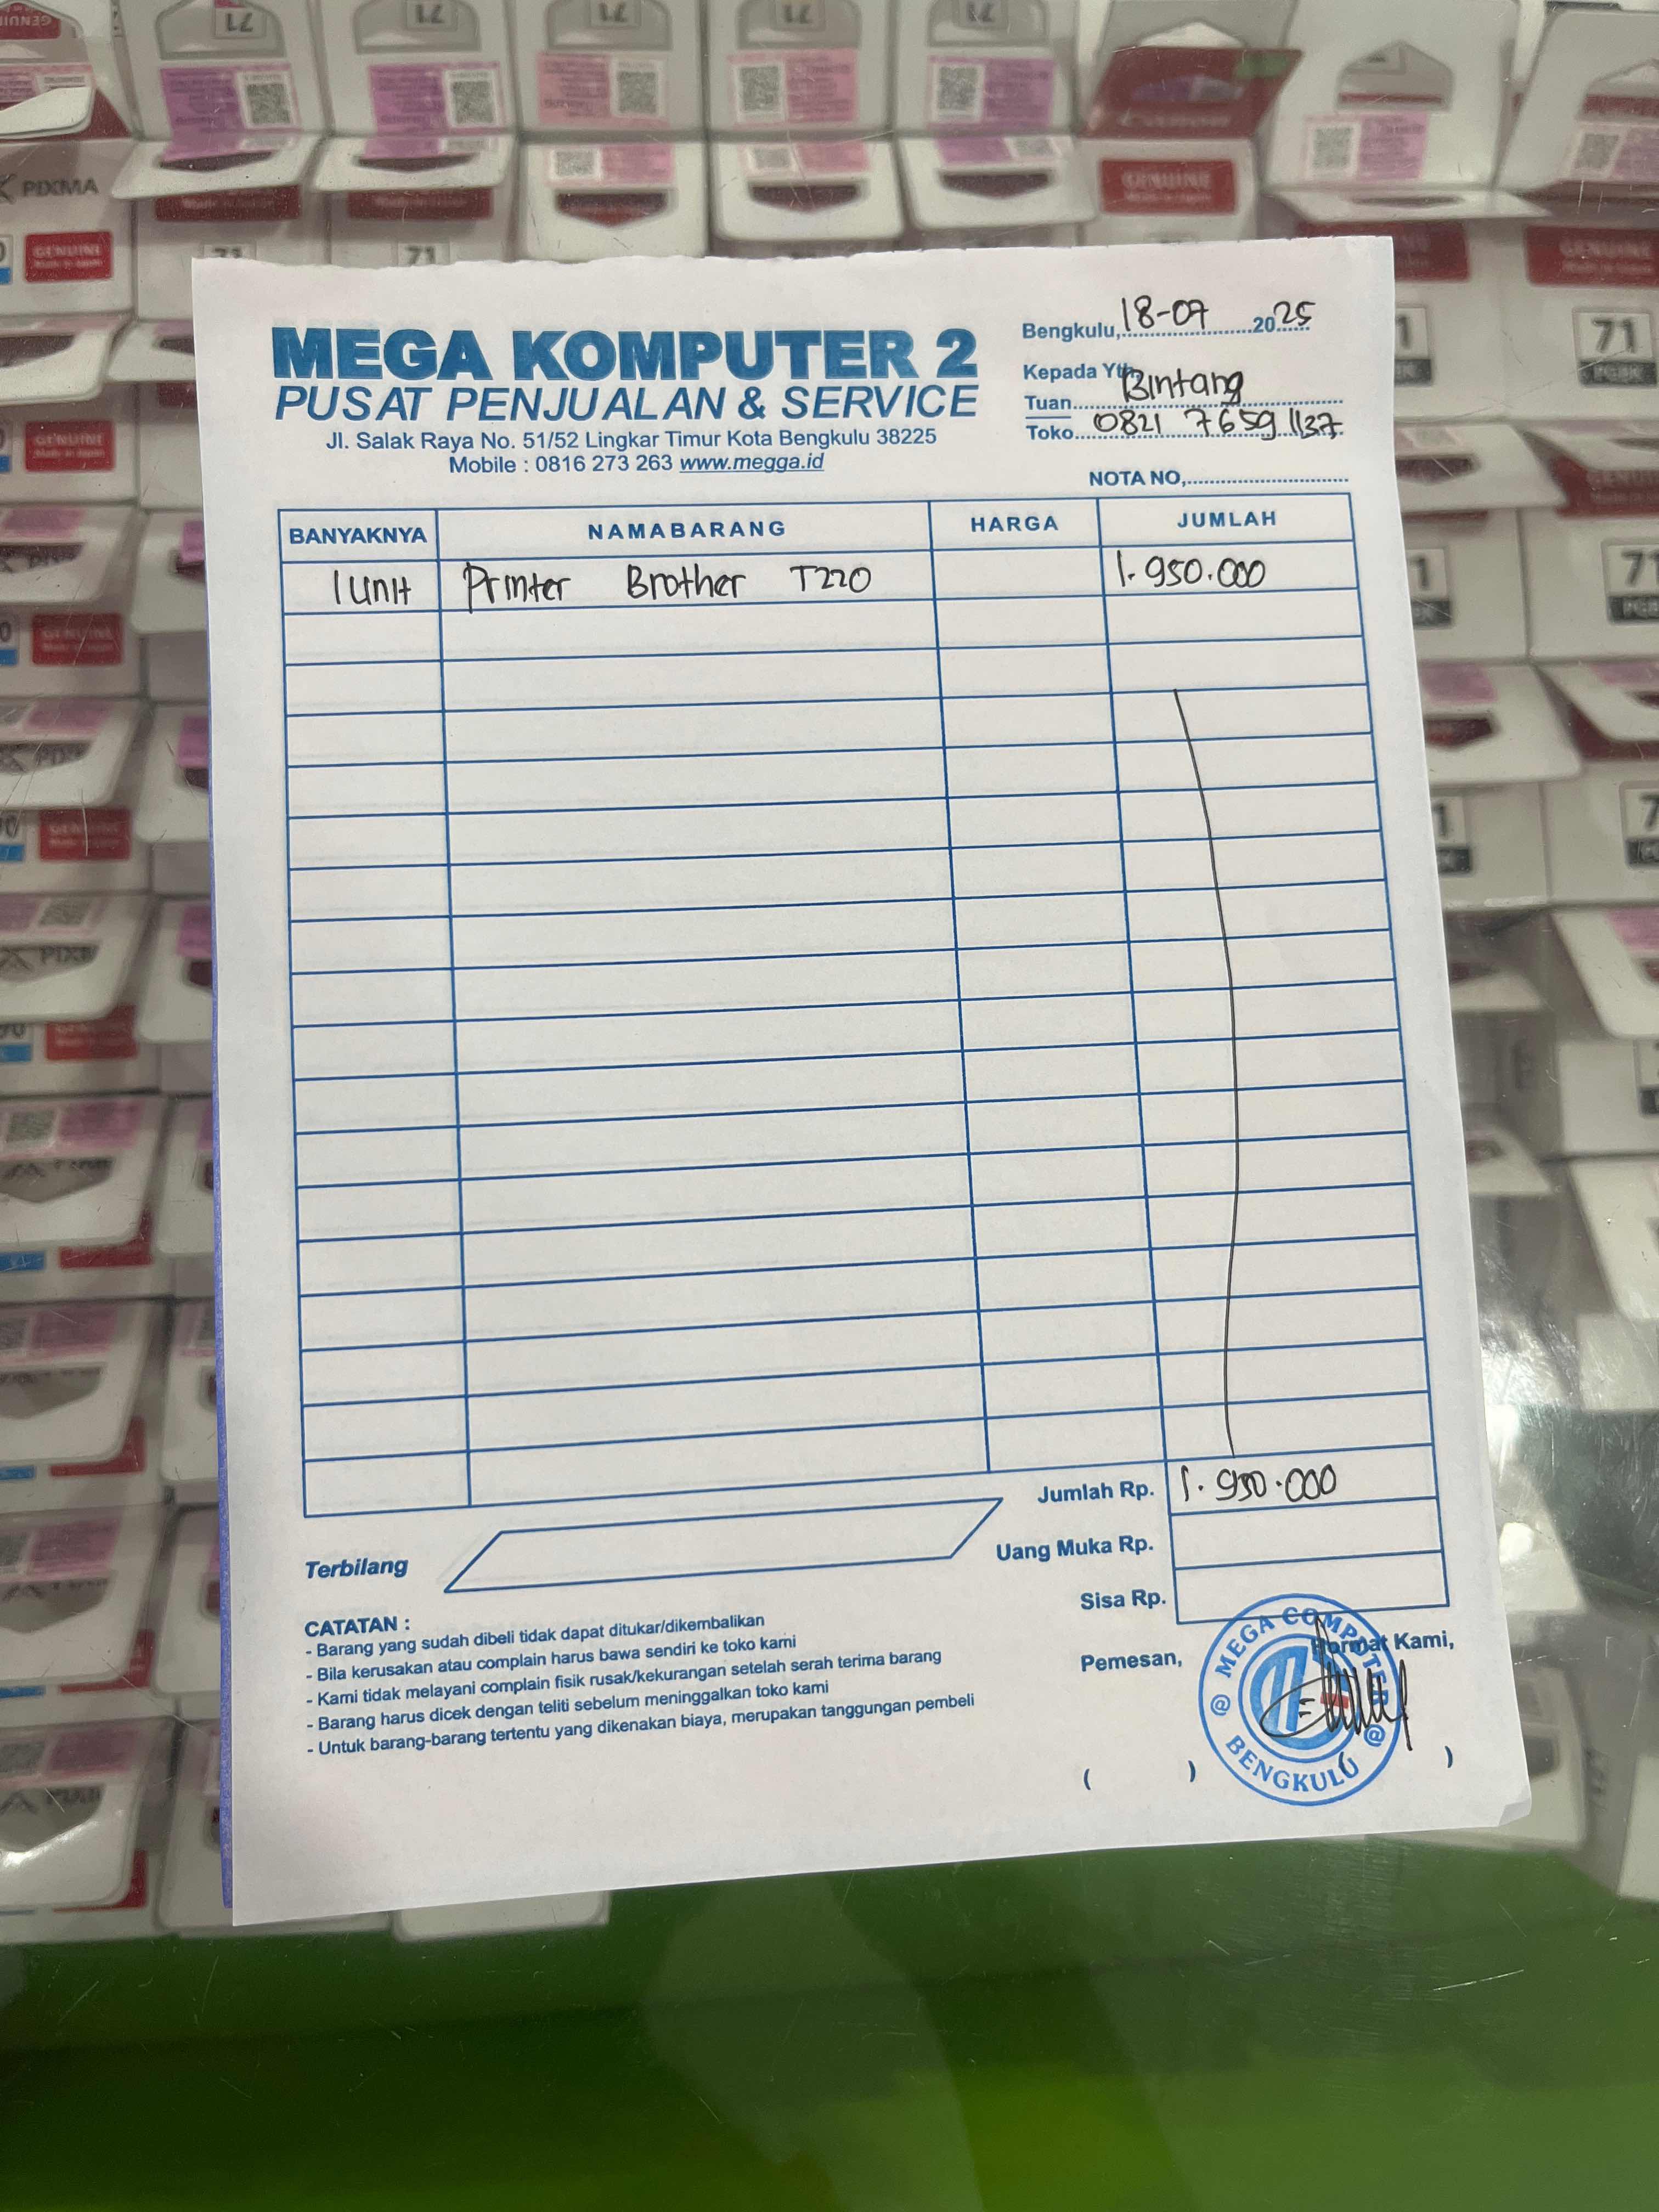 MEGA KOMPUTER 2
PUSAT PENJUALAN & SERVICE
Jl. Salak Raya No. 51/52 Lingkar Timur Kota Bengkulu 38225
Mobile : 0816 273 263 www.megga.id
Bengkulu, 18-07 2025
Kepada Yth.
Tuan Bintang
Toko 0821 7659 1137
NOTA NO,
BANYAKNYA NAMABARANG HARGA JUMLAH
1 Unit Printer Brother T220 1.950.000
Jumlah Rp. 1.950.000
Uang Muka Rp.
Sisa Rp.
Terbilang
CATATAN :
- Barang yang sudah dibeli tidak dapat ditukar/dikembalikan
- Bila kerusakan atau complain harus bawa sendiri ke toko kami
- Kami tidak melayani complain fisik rusak/kekurangan setelah serah terima barang
- Barang harus dicek dengan teliti sebelum meninggalkan toko kami
- Untuk barang-barang tertentu yang dikenakan biaya, merupakan tanggungan pembeli
Pemesan, Hormat Kami,
( ) )
@ MEGA COMPUTER @
BENGKULU
PIXMA
GENUINE
71
71
PGBK